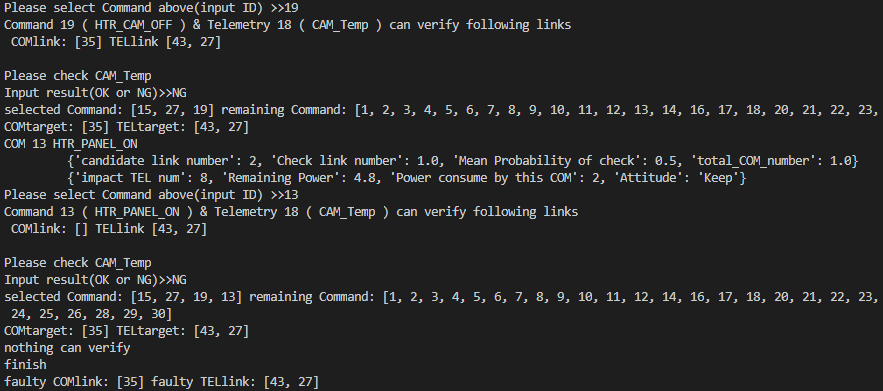 Please select Command above(input ID) >>19
Command 19 ( HTR_CAM_OFF ) & Telemetry 18 ( CAM_Temp ) can verify following links
COMlink: [35] TELlink [43, 27]
Please check CAM_Temp
Input result(OK or NG)>>NG
selected Command: [15, 27, 19] remaining Command: [1, 2, 3, 4, 5, 6, 7, 8, 9, 10, 11, 12, 13, 14, 16, 17, 18, 20, 21, 22, 23,
COMtarget: [35] TELtarget: [43, 27]
COM 13 HTR_PANEL_ON
{'candidate link number': 2, 'Check link number': 1.0, 'Mean Probability of check': 0.5, 'total_COM_number': 1.0}
{'impact TEL num': 8, 'Remaining Power': 4.8, 'Power consume by this COM': 2, 'Attitude': 'Keep'}
Please select Command above(input ID) >>13
Command 13 ( HTR_PANEL_ON ) & Telemetry 18 ( CAM_Temp ) can verify following links
COMlink: [] TELlink [43, 27]
Please check CAM_Temp
Input result(OK or NG)>>NG
selected Command: [15, 27, 19, 13] remaining Command: [1, 2, 3, 4, 5, 6, 7, 8, 9, 10, 11, 12, 14, 16, 17, 18, 20, 21, 22, 23,
24, 25, 26, 28, 29, 30]
COMtarget: [35] TELtarget: [43, 27]
nothing can verify
finish
faulty COMlink: [35] faulty TELlink: [43, 27]